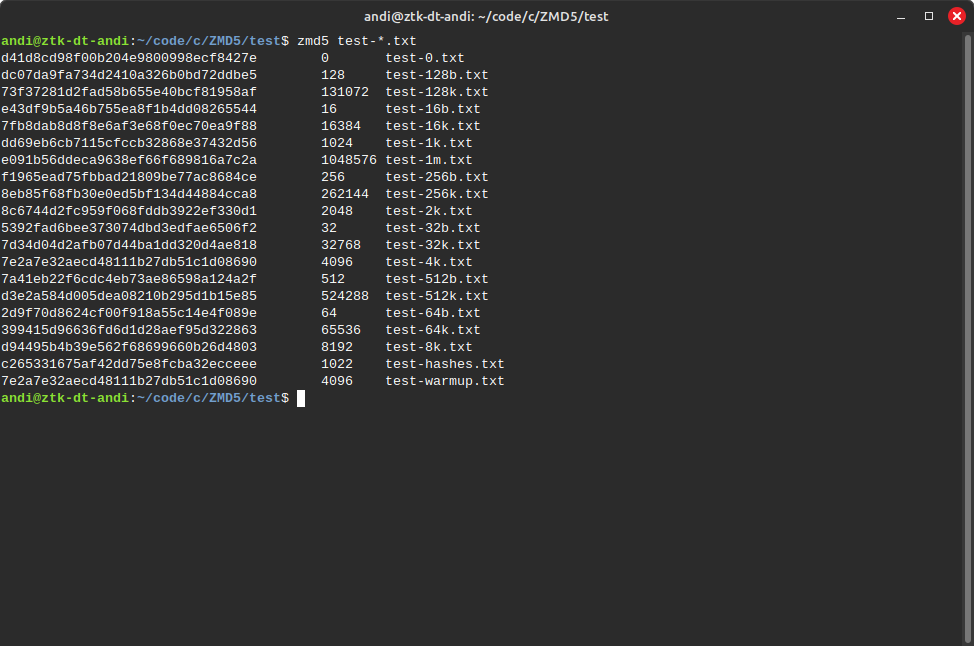 andi@ztk-dt-andi: ~/code/c/ZMD5/test
andi@ztk-dt-andi:~/code/c/ZMD5/test$ zmd5 test-*.txt
d41d8cd98f00b204e9800998ecf8427e        0       test-0.txt
dc07da9fa734d2410a326b0bd72ddbe5        128     test-128b.txt
73f37281d2fad58b655e40bcf81958af        131072  test-128k.txt
e43df9b5a46b755ea8f1b4dd08265544        16      test-16b.txt
7fb8dab8d8f8e6af3e68f0ec70ea9f88        16384   test-16k.txt
dd69eb6cb7115cfccb32868e37432d56        1024    test-1k.txt
e091b56ddeca9638ef66f689816a7c2a        1048576 test-1m.txt
f1965ead75fbbad21809be77ac8684ce        256     test-256b.txt
8eb85f68fb30e0ed5bf134d44884cca8        262144  test-256k.txt
8c6744d2fc959f068fddb3922ef330d1        2048    test-2k.txt
5392fad6bee373074dbd3edfae6506f2        32      test-32b.txt
7d34d04d2afb07d44ba1dd320d4ae818        32768   test-32k.txt
7e2a7e32aecd48111b27db51c1d08690        4096    test-4k.txt
7a41eb22f6cdc4eb73ae86598a124a2f        512     test-512b.txt
d3e2a584d005dea08210b295d1b15e85        524288  test-512k.txt
2d9f70d8624cf00f918a55c14e4f089e        64      test-64b.txt
399415d96636fd6d1d28aef95d322863        65536   test-64k.txt
d94495b4b39e562f68699660b26d4803        8192    test-8k.txt
c265331675af42dd75e8fcba32ecceee        1022    test-hashes.txt
7e2a7e32aecd48111b27db51c1d08690        4096    test-warmup.txt
andi@ztk-dt-andi:~/code/c/ZMD5/test$